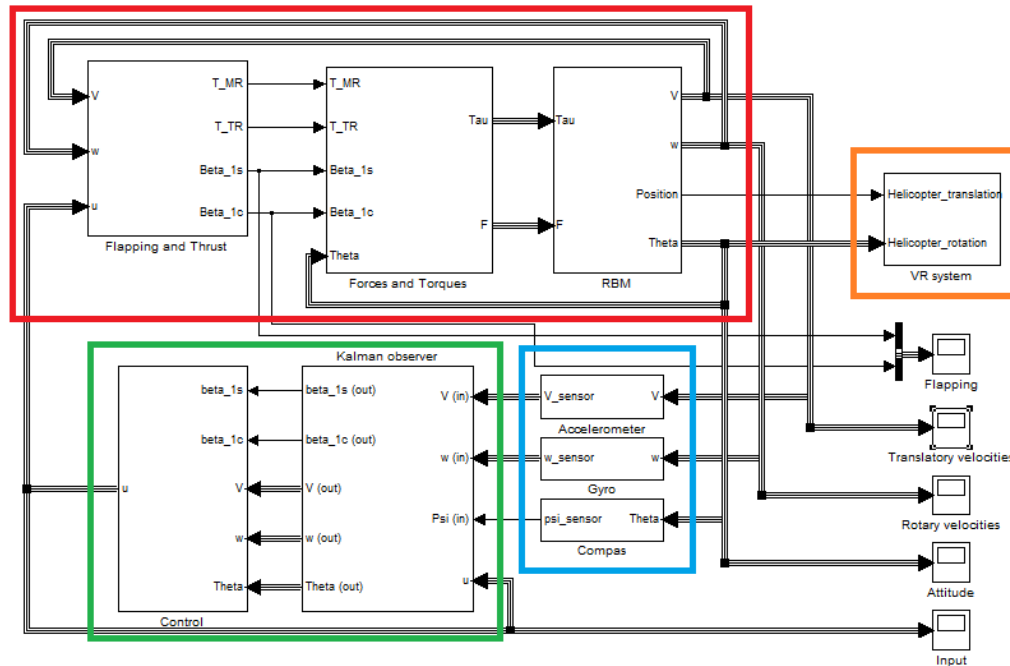 V
w
u
T_MR
T_TR
Beta_1s
Beta_1c
Flapping and Thrust
T_MR
T_TR
Beta_1s
Beta_1c
Theta
Tau
F
Forces and Torques
Tau
F
V
w
Position
Theta
RBM
Helicopter_translation
Helicopter_rotation
VR system
Flapping
Translatory velocities
Rotary velocities
Attitude
Input
Kalman observer
u
beta_1s
beta_1c
V
w
Theta
Control
beta_1s (out)
beta_1c (out)
V (out)
w (out)
Theta (out)
V (in)
w (in)
Psi (in)
u
V_sensor
V
Accelerometer
w_sensor
w
Gyro
psi_sensor
Theta
Compas